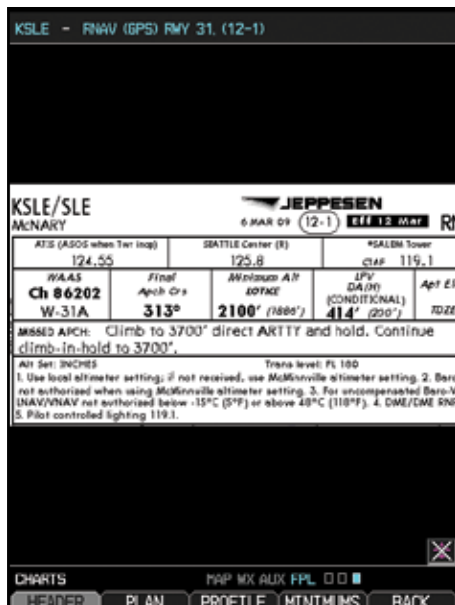 KSLE - RNAV (GPS) RWY 31. (12-1)
KSLE/SLE
McNARY
JEPPESEN
6 MAR 09 12-1 Eff 12 Mar
ATIS (ASOS when Twr inop) SEATTLE Center (R) *SALEM Tower
124.55 125.8 CTAF 119.1
WAAS Final Minimum Alt LPV
Ch 86202 Apch Crs DA(H) Apt El
(CONDITIONAL)
W-31A 313° 2100' (1886') 414' (200') TDZE
MISSED APCH: Climb to 3700' direct ARTTY and hold. Continue
climb-in-hold to 3700'.
Alt Set: INCHES Trans level: FL 180
1. Use local altimeter setting; if not received, use McMinnville altimeter setting. 2. Baro
not authorized when using McMinnville altimeter setting. 3. For uncompensated Baro-V
LNAV/VNAV not authorized below -15°C (5°F) or above 48°C (118°F). 4. DME/DME RNP
5. Pilot controlled lighting 119.1.
CHARTS MAP WX AUX FPL
HEADER PLAN PROFILE MINIMUMS BACK